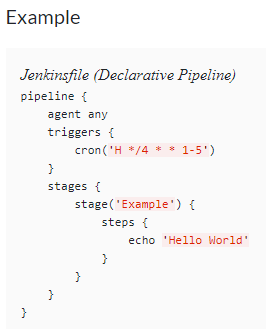 Example
Jenkinsfile (Declarative Pipeline)
pipeline {
    agent any
    triggers {
        cron('H */4 * * 1-5')
    }
    stages {
        stage('Example') {
            steps {
                echo 'Hello World'
            }
        }
    }
}